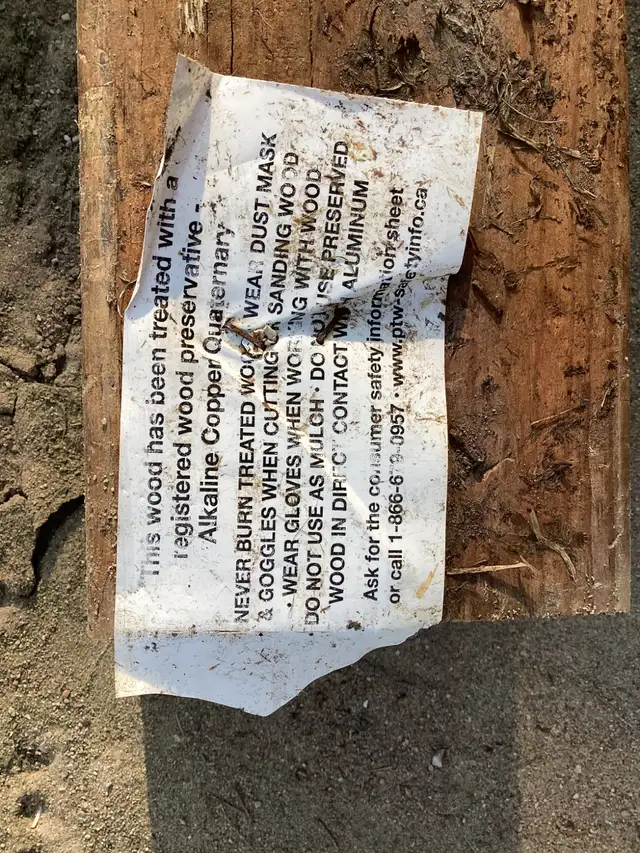 This wood has been treated with a
registered wood preservative -
Alkaline Copper Quaternary
NEVER BURN TREATED WOOD WEAR DUST MASK
& GOGGLES WHEN CUTTING SANDING WOOD
• WEAR GLOVES WHEN WORKING WITH WOOD
DO NOT USE AS MULCH • DO NOT USE PRESERVED
WOOD IN DIRECT CONTACT WITH ALUMINUM
Ask for the consumer safety information sheet
or call 1-866- -0957 • www.ptw-safetyinfo.ca